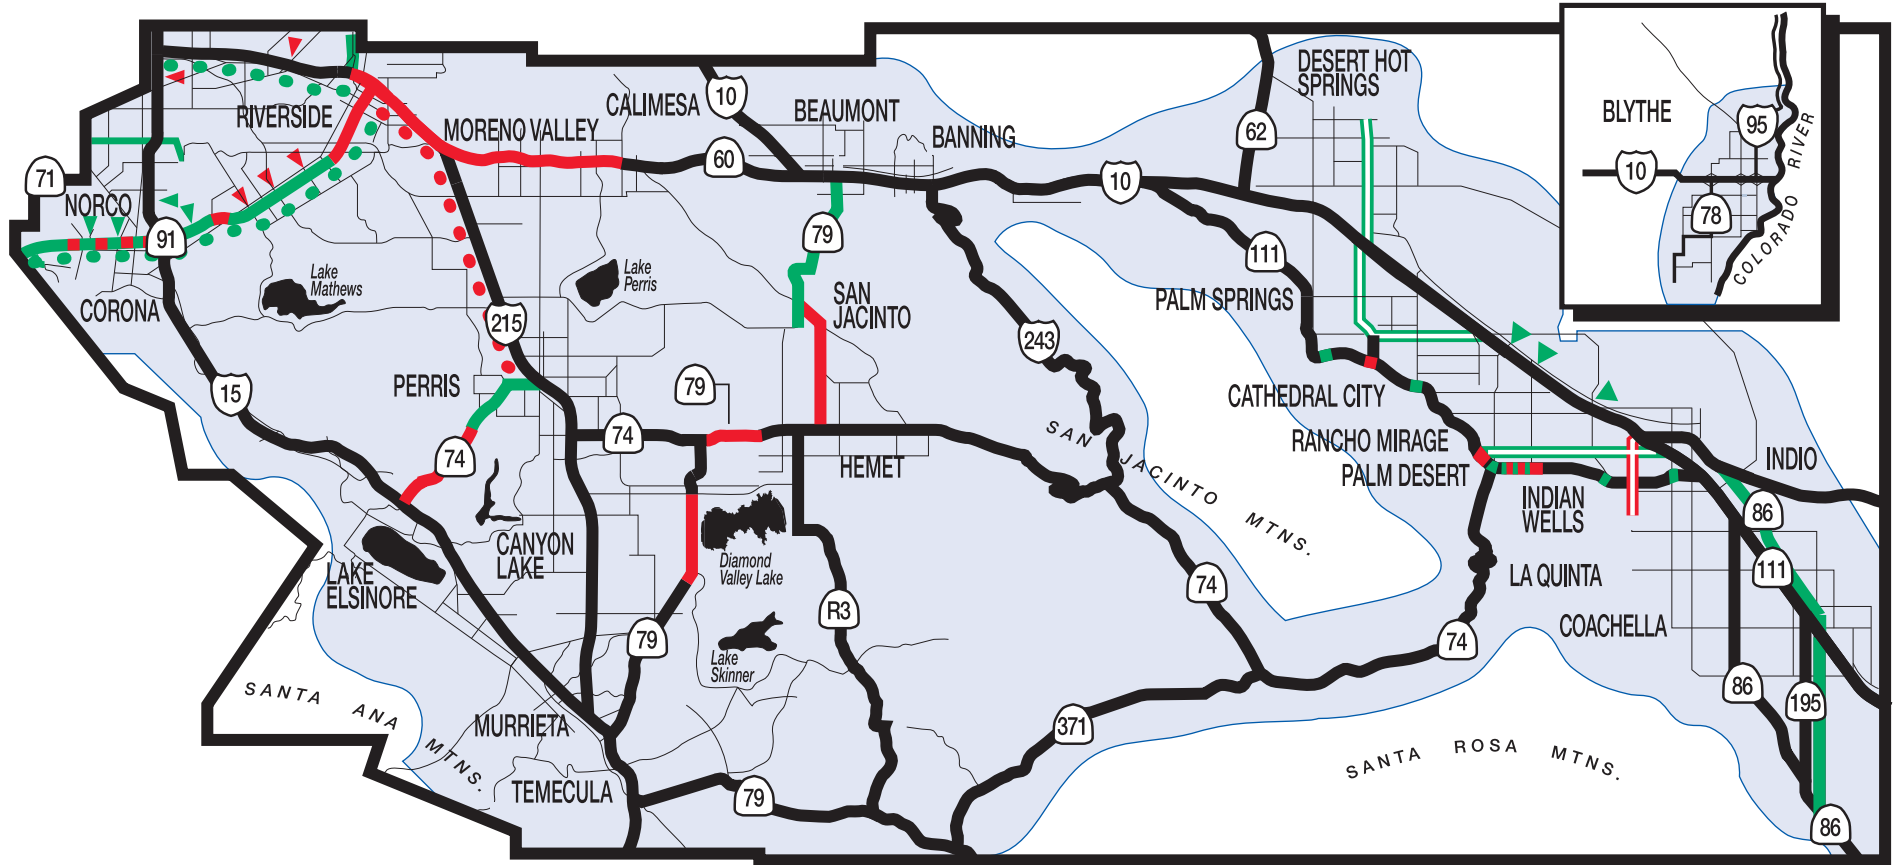 DESERT HOT
SPRINGS
BLYTHE
95
10
78
COLORADO RIVER
10
CALIMESA
BEAUMONT
RIVERSIDE
MORENO VALLEY
BANNING
62
60
71
NORCO
10
79
91
111
Lake
Mathews
Lake
Perris
CORONA
SAN
JACINTO
PALM SPRINGS
215
243
PERRIS
79
15
CATHEDRAL CITY
74
74
SAN JACINTO MTNS.
RANCHO MIRAGE
HEMET
PALM DESERT
INDIO
INDIAN
WELLS
86
CANYON
LAKE
Diamond
Valley Lake
LAKE
ELSINORE
111
LA QUINTA
74
R3
COACHELLA
79
74
Lake
Skinner
SANTA ANA MTNS.
86
195
MURRIETA
371
SANTA ROSA MTNS.
TEMECULA
79
86